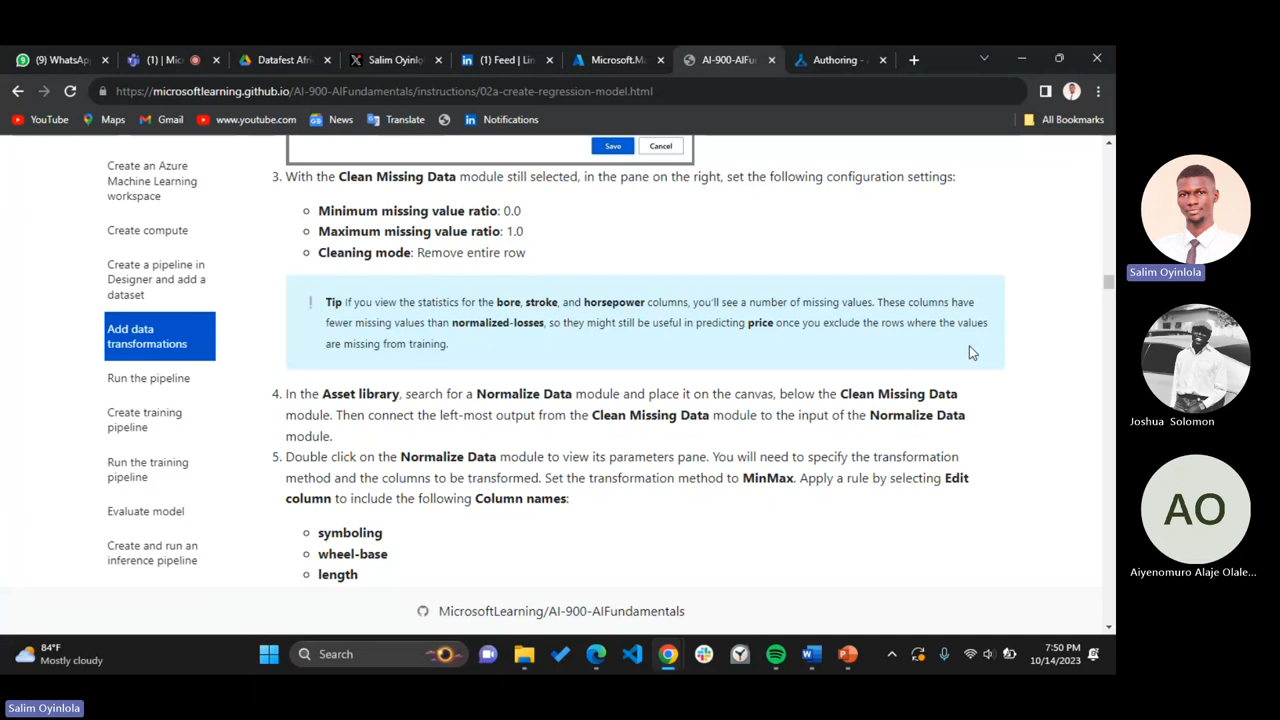 (9) WhatsAp
(1) | Mic
Datafest Afri
Salim Oyinlo
(1) Feed | Lin
Microsoft.Ma
AI-900-AIFun
Authoring - A
https://microsoftlearning.github.io/AI-900-AIFundamentals/instructions/02a-create-regression-model.html
YouTube
Maps
Gmail
www.youtube.com
News
Translate
Notifications
All Bookmarks
Create an Azure
Machine Learning
workspace
Create compute
Create a pipeline in
Designer and add a
dataset
Add data
transformations
Run the pipeline
Create training
pipeline
Run the training
pipeline
Evaluate model
Create and run an
inference pipeline
Save
Cancel
3. With the Clean Missing Data module still selected, in the pane on the right, set the following configuration settings:
Minimum missing value ratio: 0.0
Maximum missing value ratio: 1.0
Cleaning mode: Remove entire row
Tip if you view the statistics for the bore, stroke, and horsepower columns, you'll see a number of missing values. These columns have
fewer missing values than normalized-losses, so they might still be useful in predicting price once you exclude the rows where the values
are missing from training.
4. In the Asset library, search for a Normalize Data module and place it on the canvas, below the Clean Missing Data
module. Then connect the left-most output from the Clean Missing Data module to the input of the Normalize Data
module.
5. Double click on the Normalize Data module to view its parameters pane. You will need to specify the transformation
method and the columns to be transformed. Set the transformation method to MinMax. Apply a rule by selecting Edit
column to include the following Column names:
symboling
wheel-base
length
MicrosoftLearning/AI-900-AIFundamentals
84°F
Mostly cloudy
Search
7:50 PM
10/14/2023
Salim Oyinlola
Joshua Solomon
AO
Aiyenomuro Alaje Olale...
Salim Oyinlola